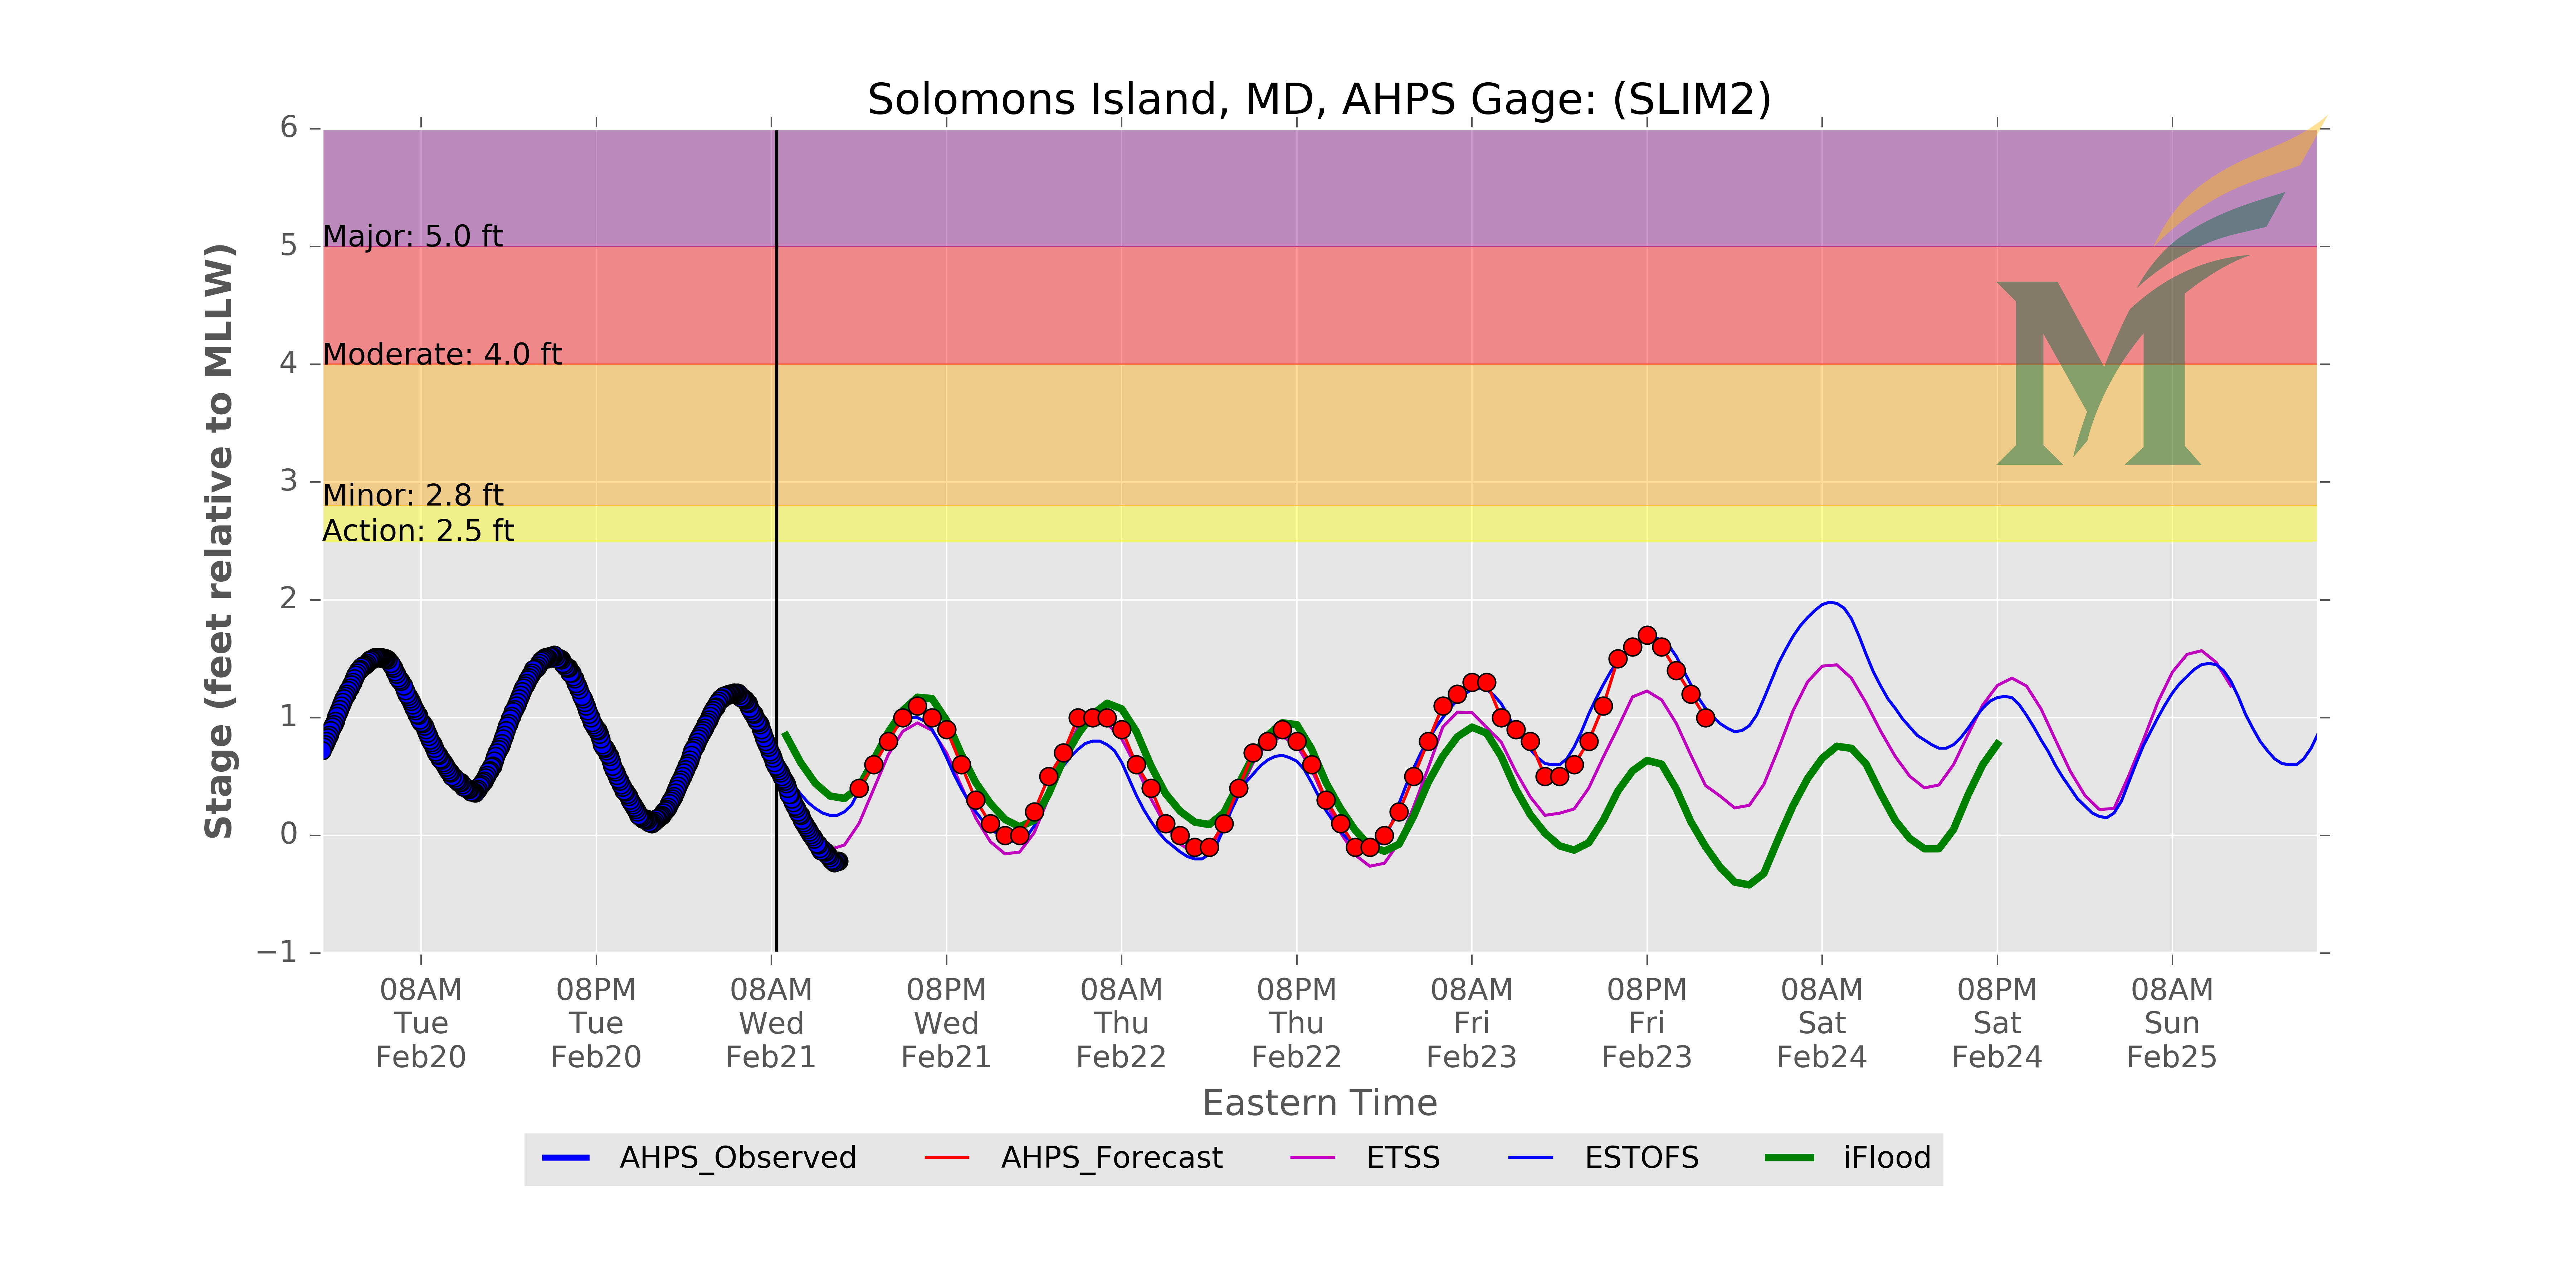 Solomons Island, MD, AHPS Gage: (SLIM2)
Stage (feet relative to MLLW)
6
5
4
3
2
1
0
−1
Major: 5.0 ft
Moderate: 4.0 ft
Minor: 2.8 ft
Action: 2.5 ft
M
08AM 08PM 08AM 08PM 08AM 08PM 08AM 08PM 08AM 08PM 08AM
Tue Tue Wed Wed Thu Thu Fri Fri Sat Sat Sun
Feb20 Feb20 Feb21 Feb21 Feb22 Feb22 Feb23 Feb23 Feb24 Feb24 Feb25
Eastern Time
AHPS_Observed AHPS_Forecast ETSS ESTOFS iFlood